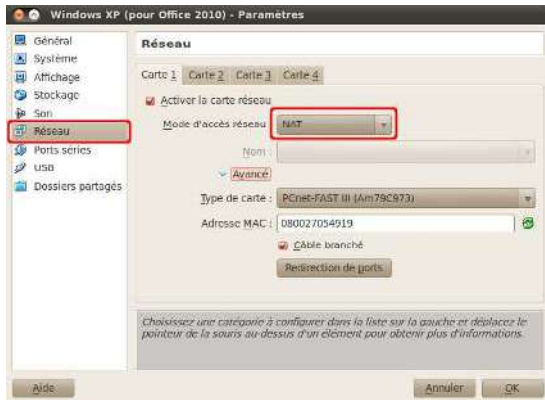 Windows XP (pour Office 2010) - Paramètres
Général
Système
Affichage
Stockage
Son
Réseau
Ports séries
USB
Dossiers partagés
Réseau
Carte 1 Carte 2 Carte 3 Carte 4
Activer la carte réseau
Mode d'accès réseau : NAT
Nom :
Avancé
Type de carte : PCnet-FAST III (Am79C973)
Adresse MAC : 080027054919
Câble branché
Redirection de ports
Choisissez une catégorie à configurer dans la liste sur la gauche et déplacez le
pointeur de la souris au-dessus d'un élément pour obtenir plus d'informations.
Aide Annuler OK